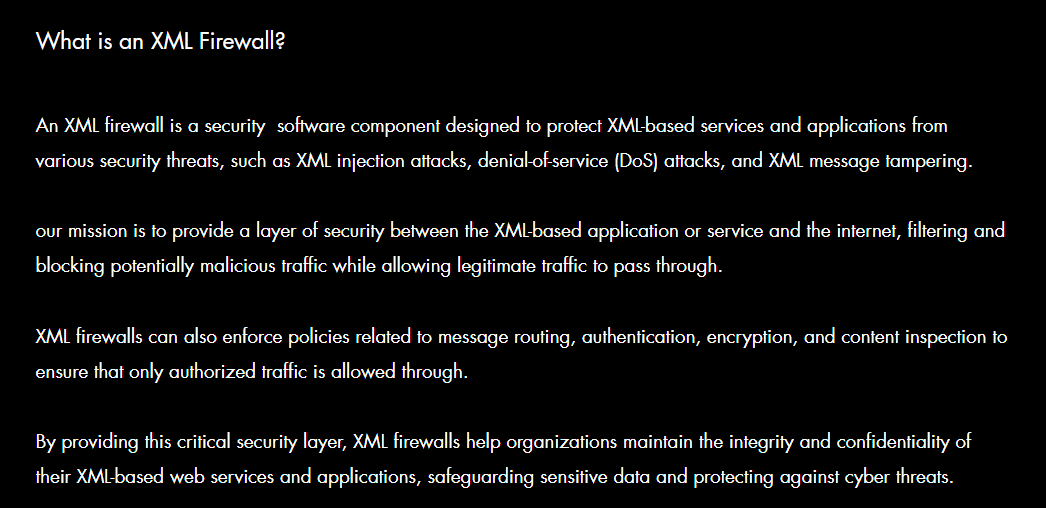 What is an XML Firewall?
An XML firewall is a security  software component designed to protect XML-based services and applications from
various security threats, such as XML injection attacks, denial-of-service (DoS) attacks, and XML message tampering.
our mission is to provide a layer of security between the XML-based application or service and the internet, filtering and
blocking potentially malicious traffic while allowing legitimate traffic to pass through.
XML firewalls can also enforce policies related to message routing, authentication, encryption, and content inspection to
ensure that only authorized traffic is allowed through.
By providing this critical security layer, XML firewalls help organizations maintain the integrity and confidentiality of
their XML-based web services and applications, safeguarding sensitive data and protecting against cyber threats.